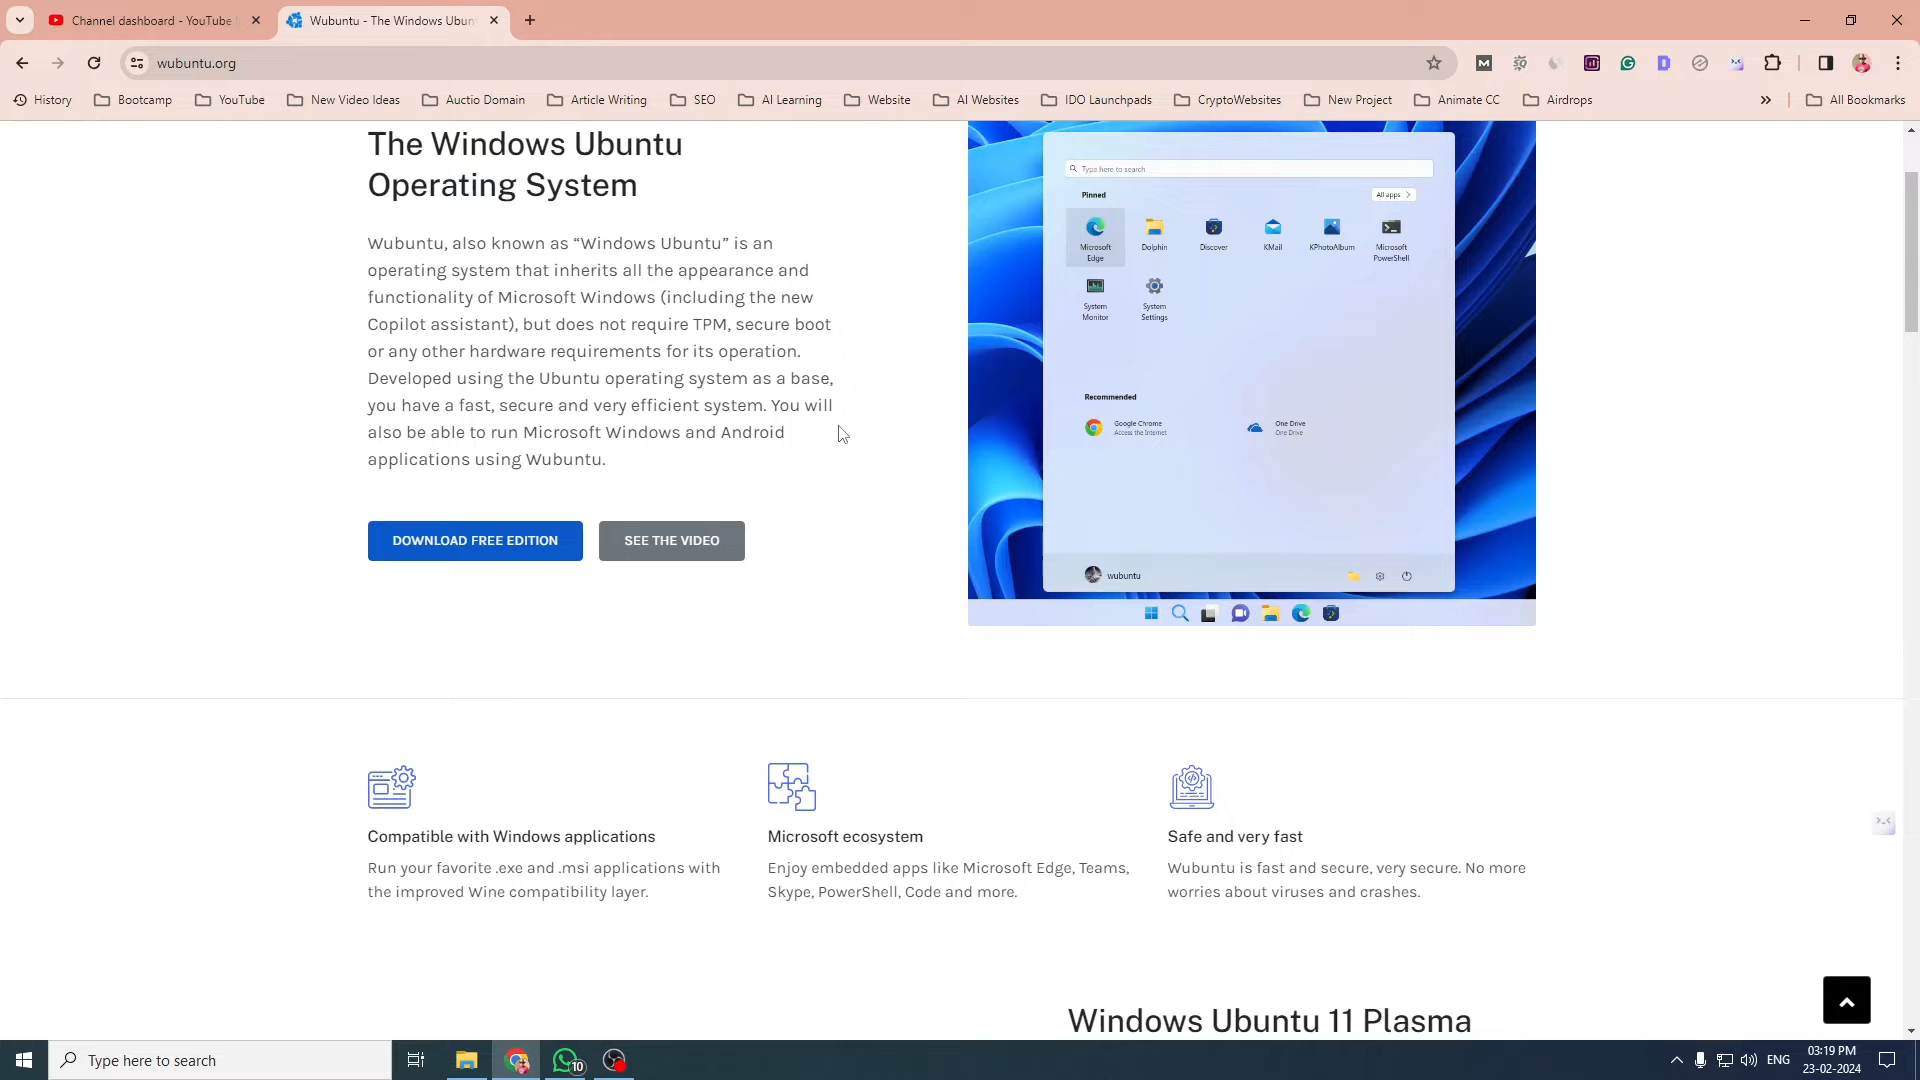 Channel dashboard - YouTube
Wubuntu - The Windows Ubun
wubuntu.org
History
Bootcamp
YouTube
New Video Ideas
Auctio Domain
Article Writing
SEO
AI Learning
Website
AI Websites
IDO Launchpads
CryptoWebsites
New Project
Animate CC
Airdrops
All Bookmarks
The Windows Ubuntu
Operating System
Wubuntu, also known as “Windows Ubuntu” is an
operating system that inherits all the appearance and
functionality of Microsoft Windows (including the new
Copilot assistant), but does not require TPM, secure boot
or any other hardware requirements for its operation.
Developed using the Ubuntu operating system as a base,
you have a fast, secure and very efficient system. You will
also be able to run Microsoft Windows and Android
applications using Wubuntu.
DOWNLOAD FREE EDITION
SEE THE VIDEO
Type here to search
Pinned
All apps
Microsoft
Edge
Dolphin
Discover
KMail
KPhotoAlbum
Microsoft
PowerShell
System
Monitor
System
Settings
Recommended
Google Chrome
Access the Internet
One Drive
One Drive
wubuntu
Compatible with Windows applications
Run your favorite .exe and .msi applications with
the improved Wine compatibility layer.
Microsoft ecosystem
Enjoy embedded apps like Microsoft Edge, Teams,
Skype, PowerShell, Code and more.
Safe and very fast
Wubuntu is fast and secure, very secure. No more
worries about viruses and crashes.
Windows Ubuntu 11 Plasma
Type here to search
10
ENG
03:19 PM
23-02-2024